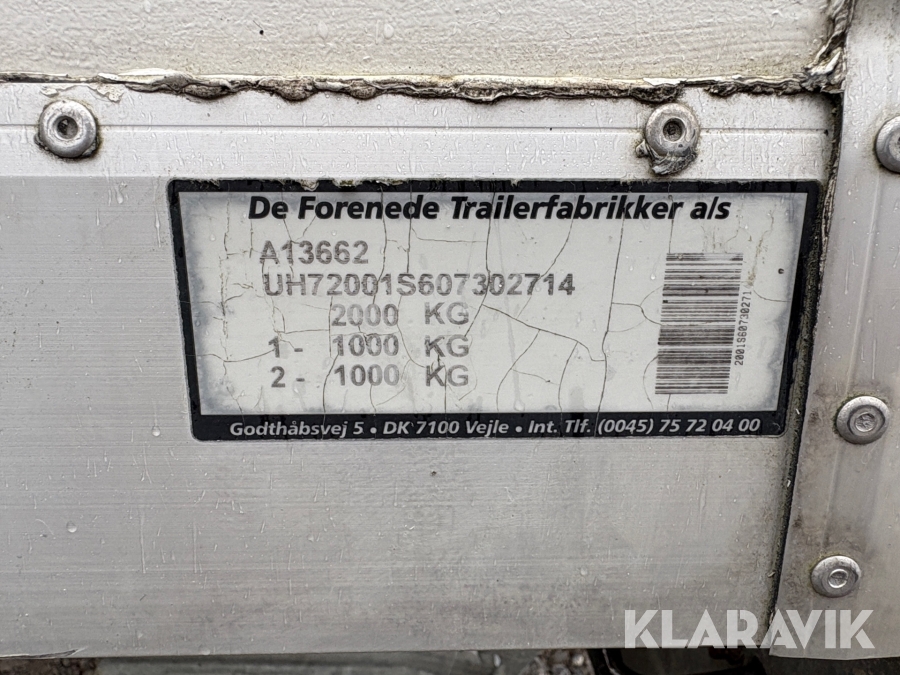 De Forenede Trailerfabrikker a/s
A13662
UH72001S607302714
2000 KG
1- 1000 KG
2- 1000 KG
2001S60730271
Godthåbsvej 5 • DK 7100 Vejle • Int. Tlf. (0045) 75 72 04 00
KLARAVIK